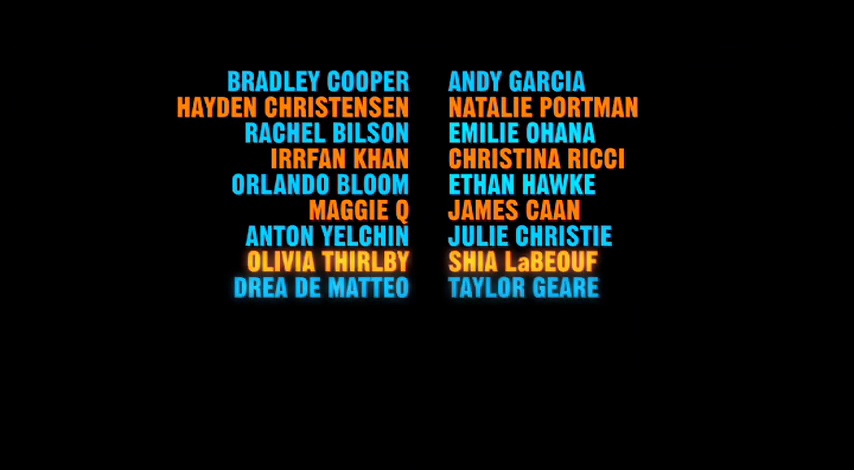 BRADLEY COOPER ANDY GARCIA
HAYDEN CHRISTENSEN NATALIE PORTMAN
RACHEL BILSON EMILIE OHANA
IRRFAN KHAN CHRISTINA RICCI
ORLANDO BLOOM ETHAN HAWKE
MAGGIE Q JAMES CAAN
ANTON YELCHIN JULIE CHRISTIE
OLIVIA THIRLBY SHIA LaBEOUF
DREA DE MATTEO TAYLOR GEARE